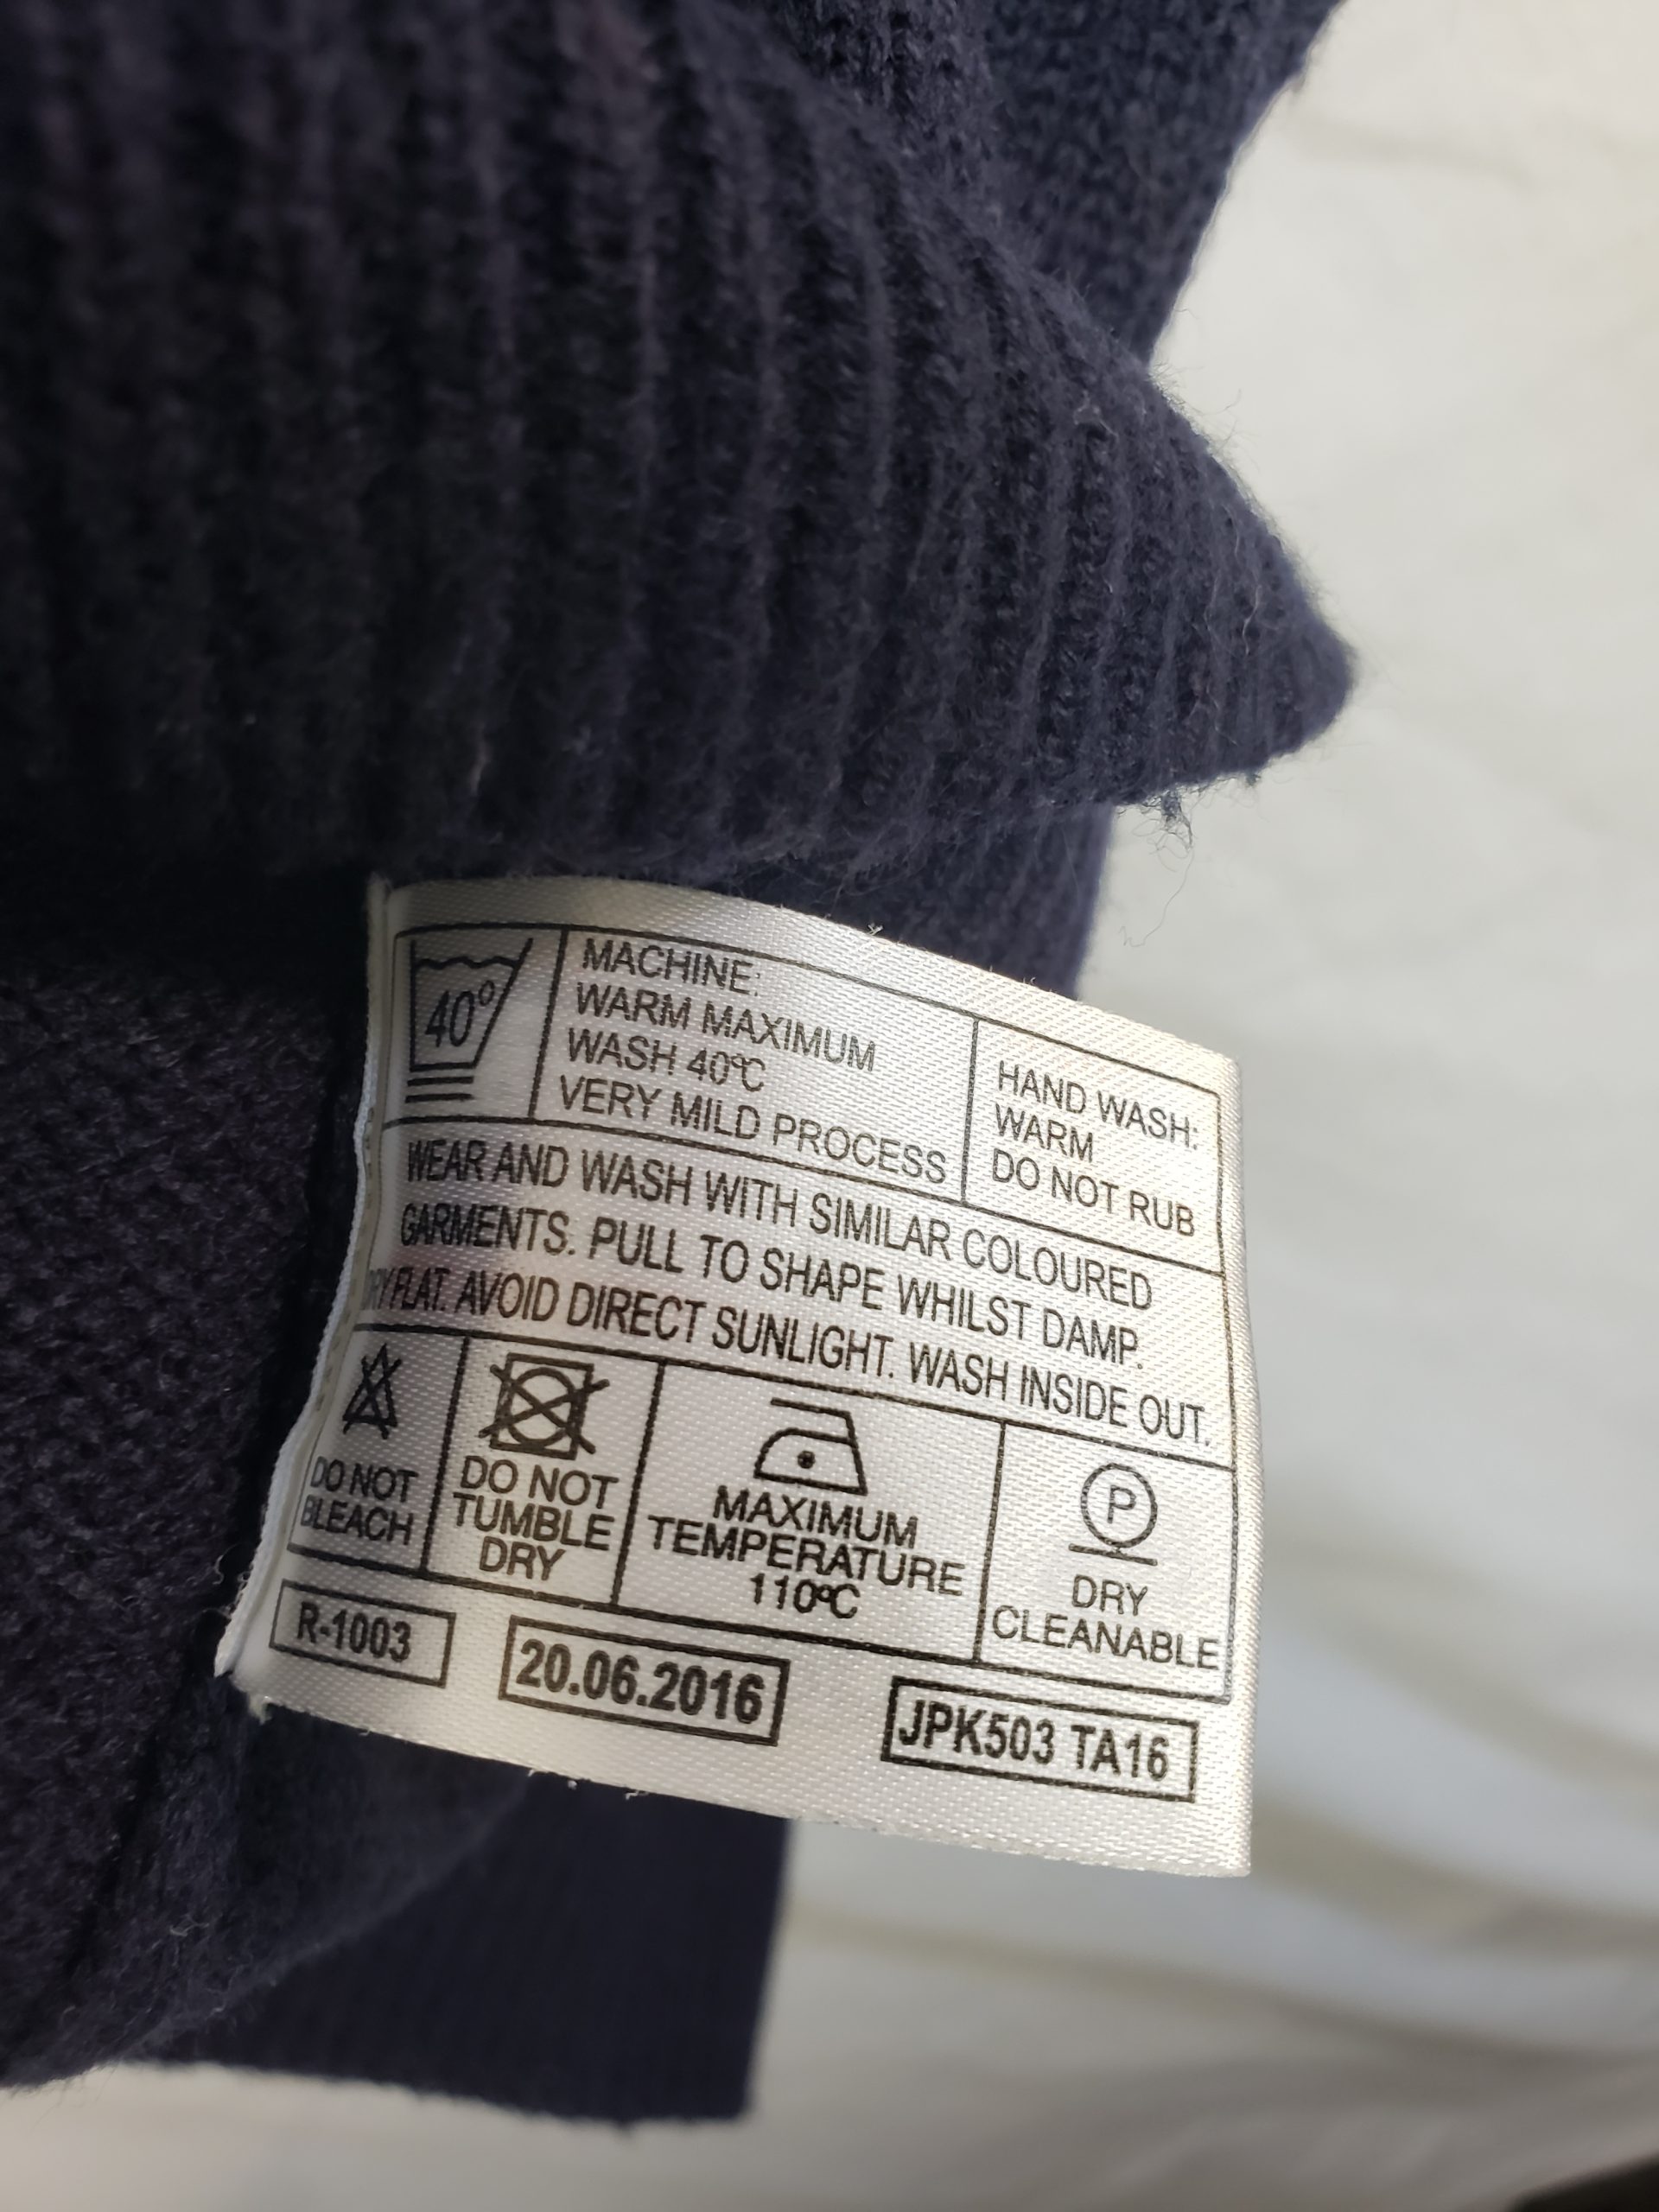 40°
MACHINE:
WARM MAXIMUM
WASH 40°C
VERY MILD PROCESS
HAND WASH:
WARM
DO NOT RUB
WEAR AND WASH WITH SIMILAR COLOURED
GARMENTS. PULL TO SHAPE WHILST DAMP.
DRY FLAT. AVOID DIRECT SUNLIGHT. WASH INSIDE OUT.
DO NOT
BLEACH
DO NOT
TUMBLE
DRY
MAXIMUM
TEMPERATURE
110°C
P
DRY
CLEANABLE
R-1003
20.06.2016
JPK503 TA16